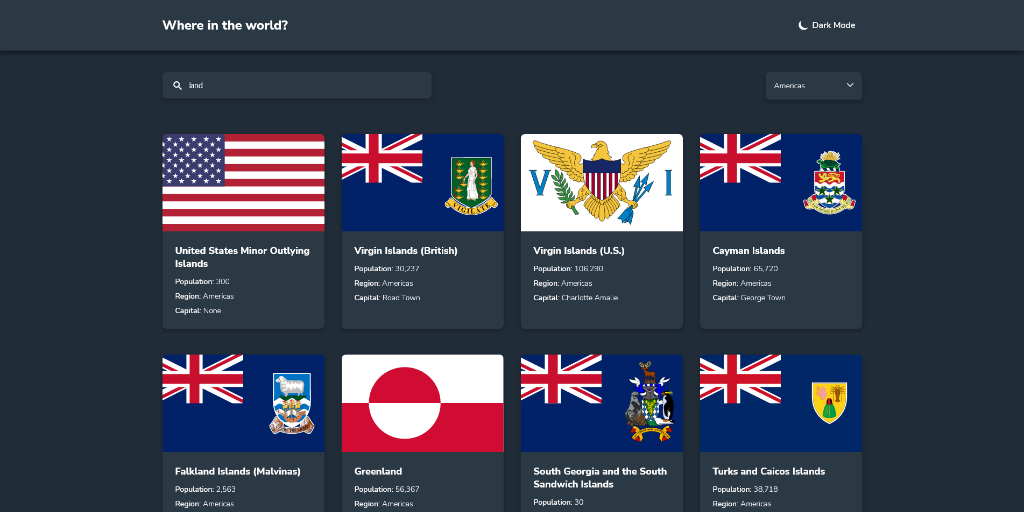 Where in the world?
Dark Mode
land
Americas
United States Minor Outlying
Islands
Population: 300
Region: Americas
Capital: None
VIGILATE
Virgin Islands (British)
Population: 30,237
Region: Americas
Capital: Road Town
V I
Virgin Islands (U.S.)
Population: 106,290
Region: Americas
Capital: Charlotte Amalie
Cayman Islands
Population: 65,720
Region: Americas
Capital: George Town
Falkland Islands (Malvinas)
Population: 2,563
Region: Americas
Greenland
Population: 56,367
Region: Americas
South Georgia and the South
Sandwich Islands
Population: 30
Turks and Caicos Islands
Population: 38,718
Region: Americas